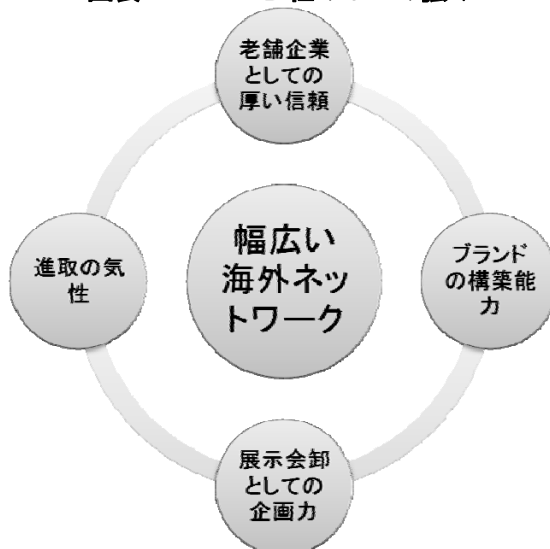 老舗企業
としての
厚い信頼
幅広い
海外ネッ
トワーク
進取の気
性
ブランド
の構築能
力
展示会卸
としての
企画力